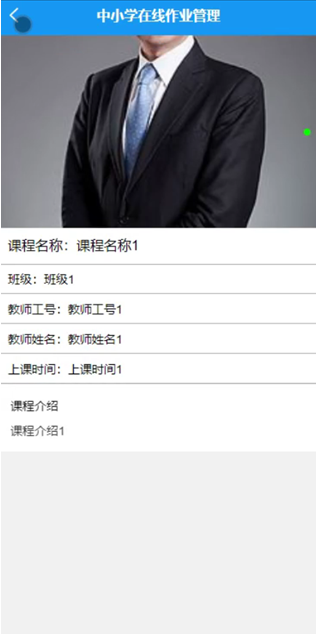 中小学在线作业管理
课程名称：课程名称1
班级：班级1
教师工号：教师工号1
教师姓名：教师姓名1
上课时间：上课时间1
课程介绍
课程介绍1